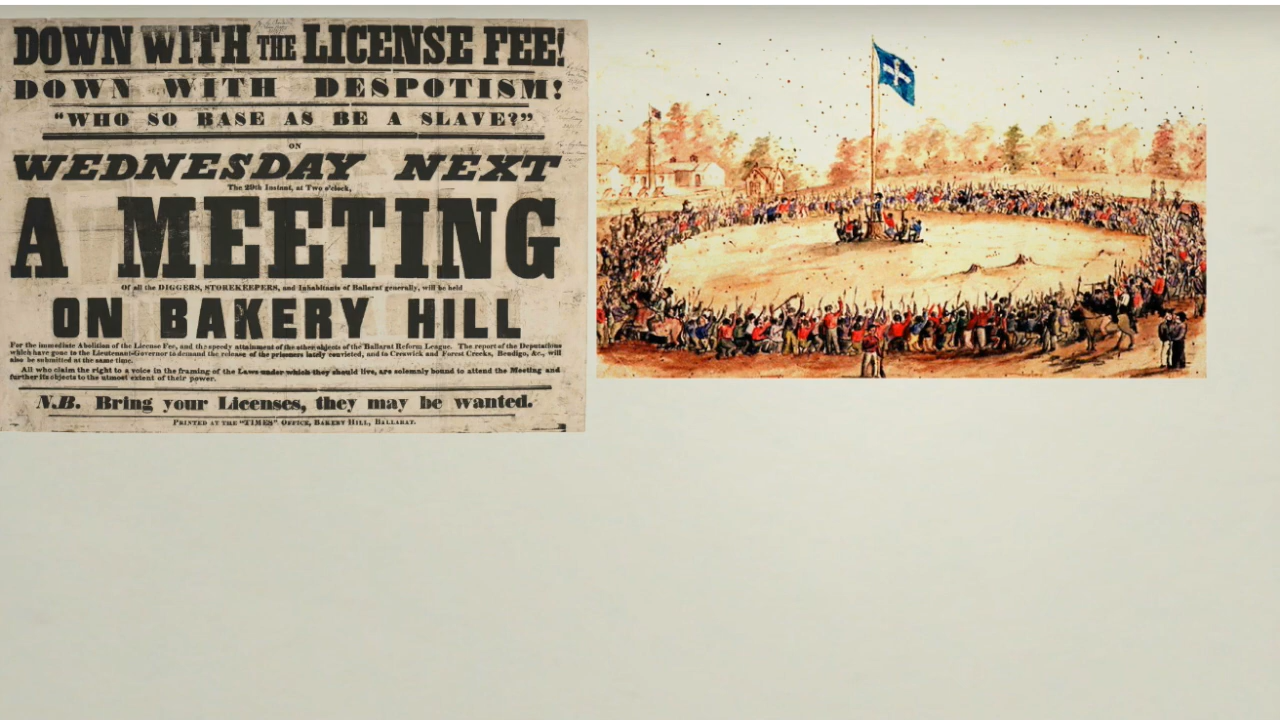 DOWN WITH THE LICENSE FEE!
DOWN WITH DESPOTISM!
"WHO SO BASE AS BE A SLAVE?"
ON
WEDNESDAY NEXT
The 29th Instant, at Two o'clock,
A MEETING
Of all the DIGGERS, STOREKEEPERS, and Inhabitants of Ballarat generally, will be held
ON BAKERY HILL
For the immediate Abolition of the License Fee, and the speedy attainment of the other objects of the Ballarat Reform League. The report of the Deputations
which have gone to the Lieutenant-Governor to demand the release of the prisoners lately convicted, and to Creswick and Forest Creeks, Bendigo, &c., will
also be submitted at the same time.
All who claim the right to a voice in the framing of the Laws under which they should live, are solemnly bound to attend the Meeting and
further its objects to the utmost extent of their power.
N.B. Bring your Licenses, they may be wanted.
PRINTED AT THE "TIMES" OFFICE, BAKERY HILL, BALLARAT.